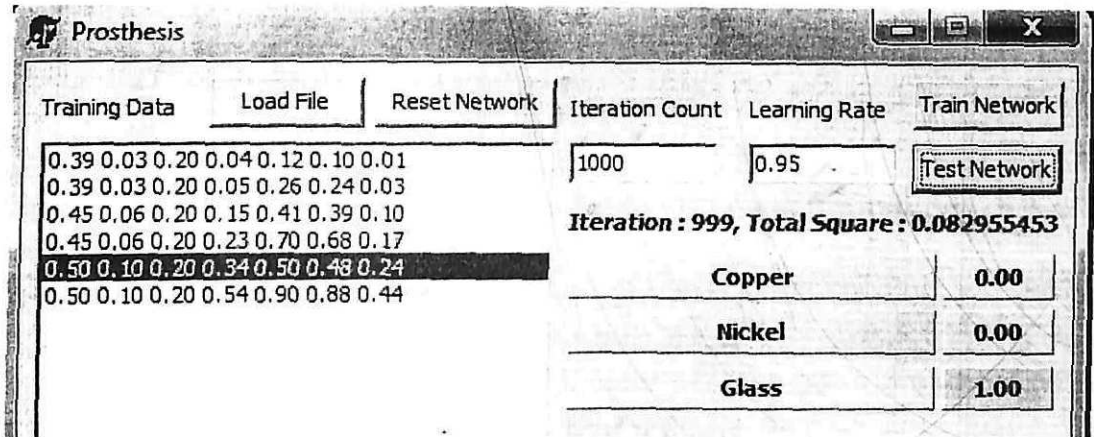 Prosthesis
Training Data Load File Reset Network Iteration Count Learning Rate Train Network
1000 0.95 Test Network
0.39 0.03 0.20 0.04 0.12 0.10 0.01
0.39 0.03 0.20 0.05 0.26 0.24 0.03
0.45 0.06 0.20 0.15 0.41 0.39 0.10
0.45 0.06 0.20 0.23 0.70 0.68 0.17
0.50 0.10 0.20 0.34 0.50 0.48 0.24
0.50 0.10 0.20 0.54 0.90 0.88 0.44
Iteration : 999, Total Square : 0.082955453
Copper 0.00
Nickel 0.00
Glass 1.00